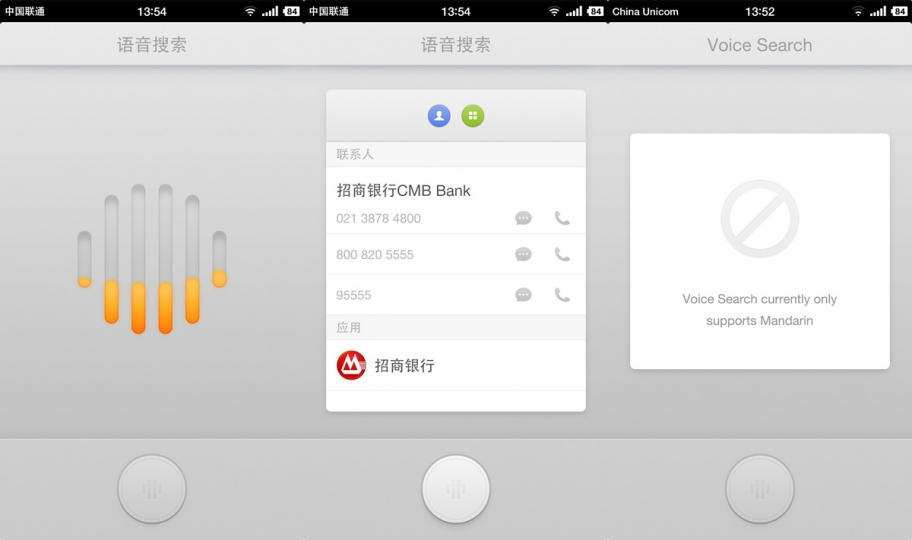 中国联通 13:54 84
语音搜索
中国联通 13:54 84
语音搜索
联系人
招商银行CMB Bank
021 3878 4800
800 820 5555
95555
应用
招商银行
China Unicom 13:52 84
Voice Search
Voice Search currently only
supports Mandarin